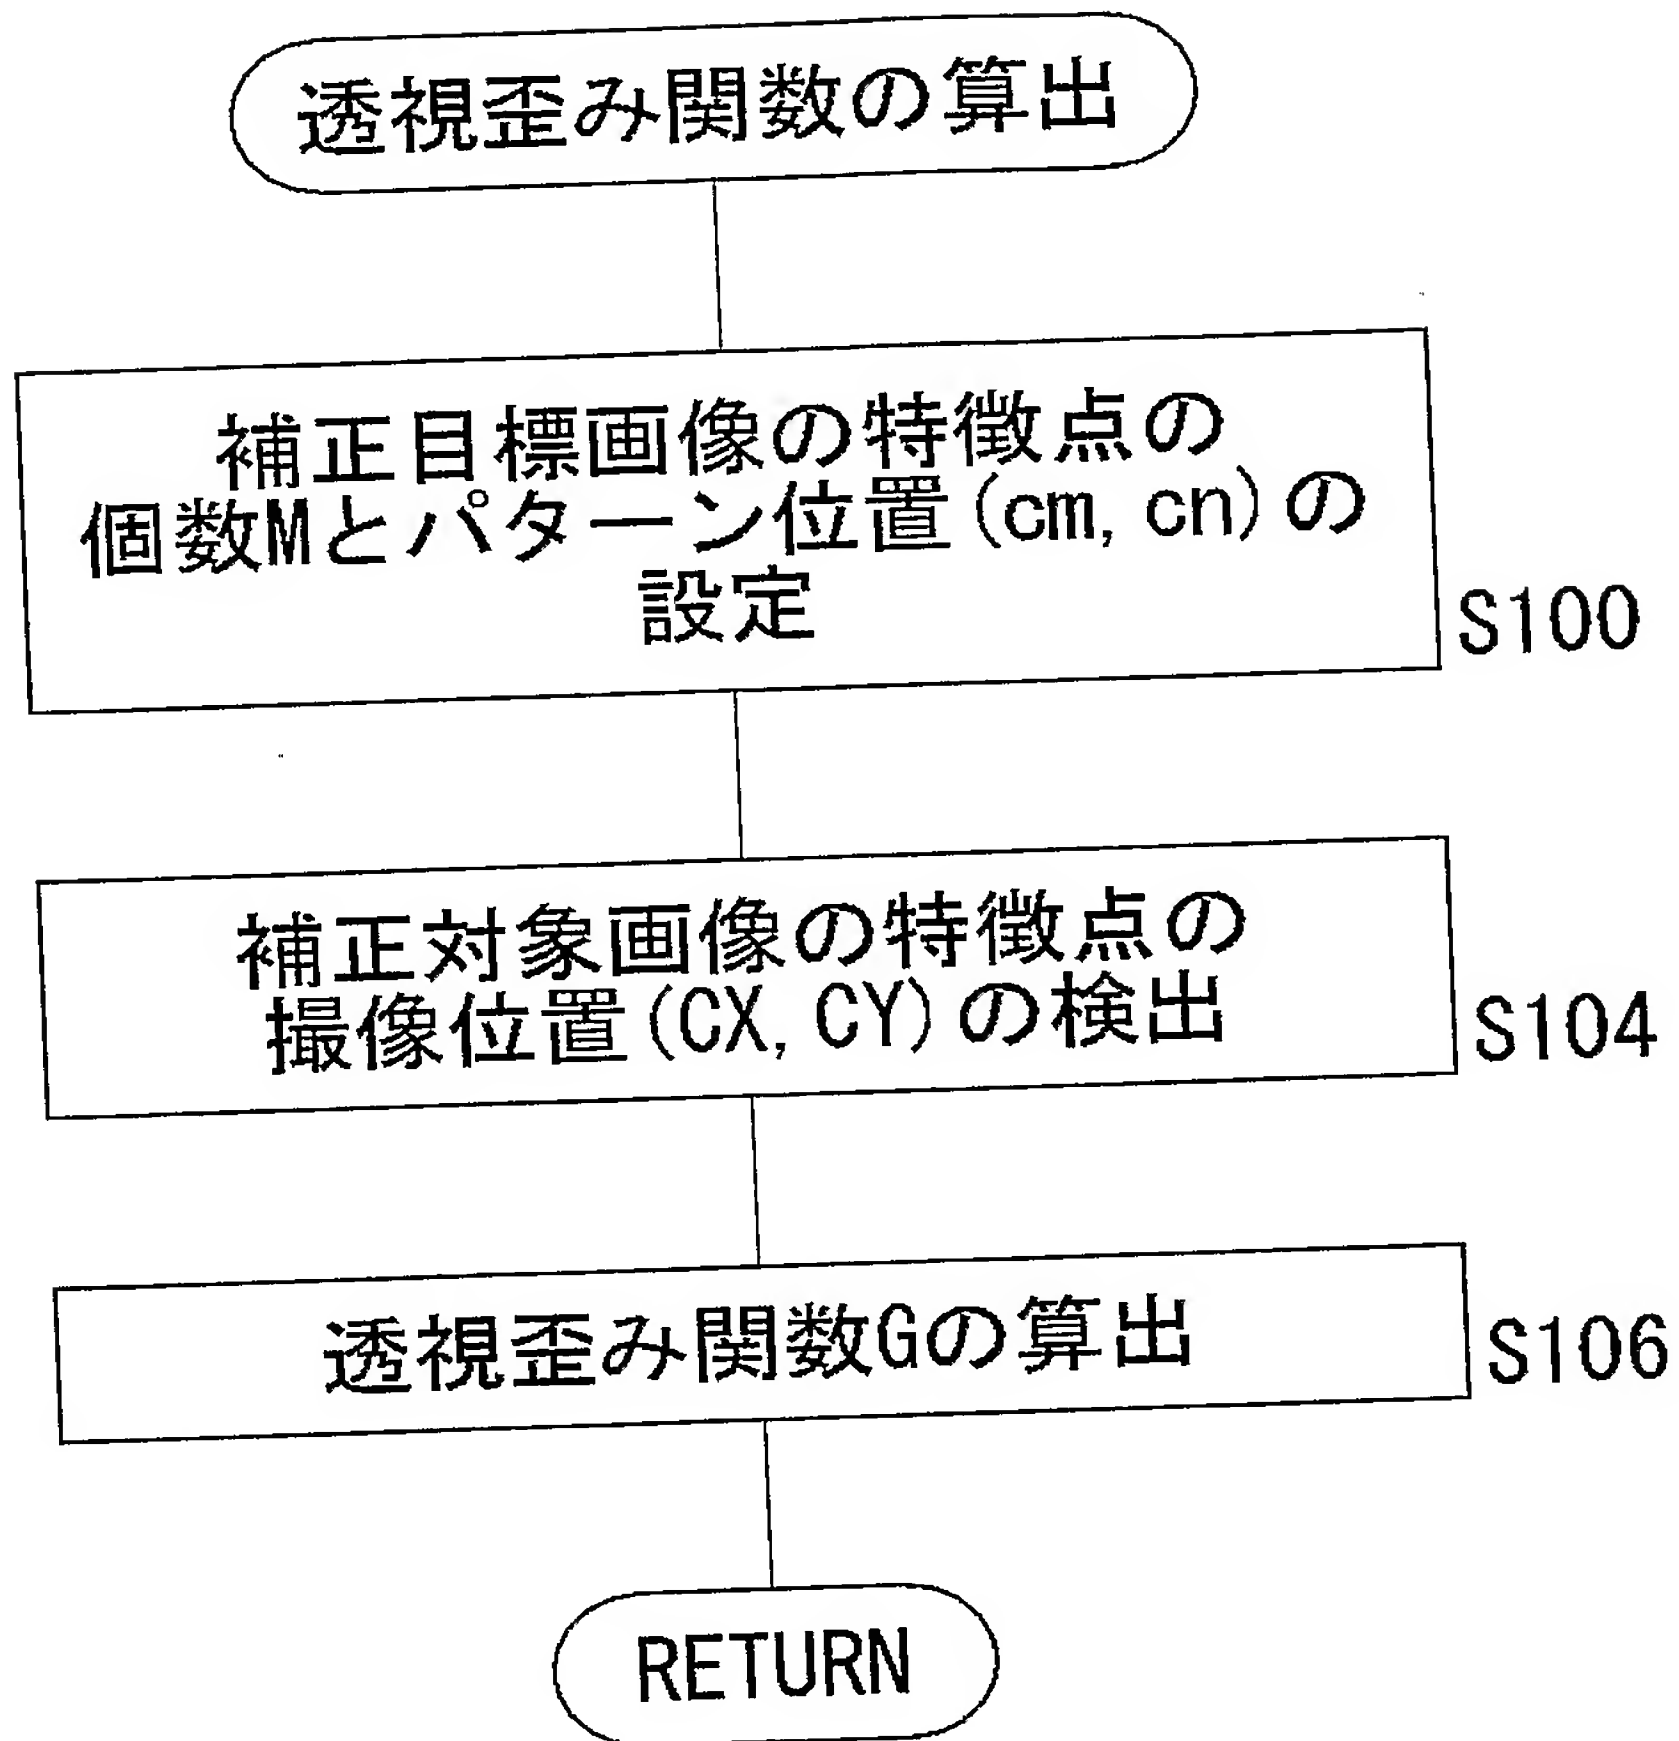 透視歪み関数の算出
補正目標画像の特徴点の
個数Mとパターン位置(cm, cn)の
設定
S100
補正対象画像の特徴点の
撮像位置(CX, CY)の検出
S104
透視歪み関数Gの算出
S106
RETURN